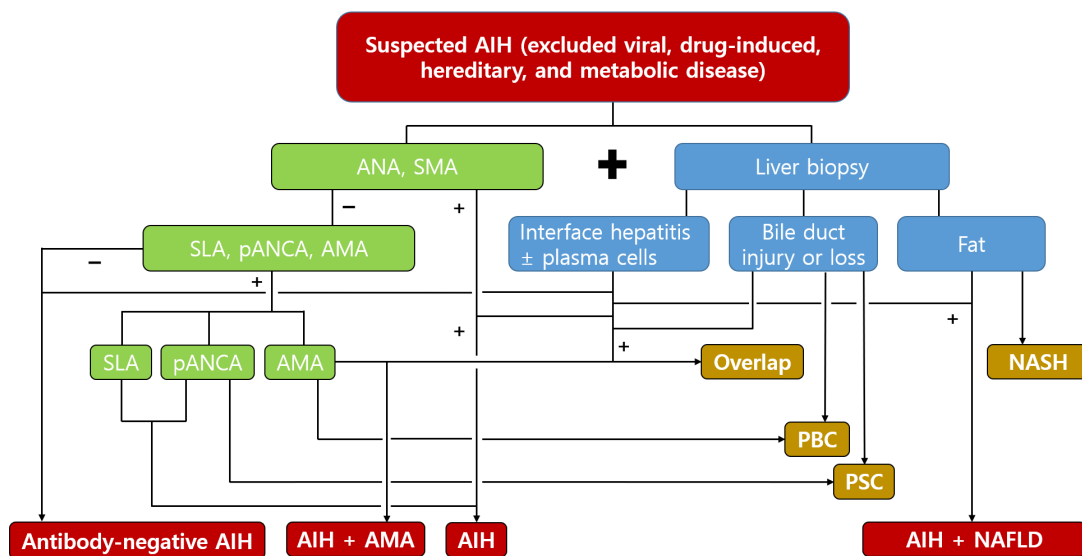 Suspected AIH (excluded viral, drug-induced,
hereditary, and metabolic disease)
ANA, SMA
+
Liver biopsy
−
+
SLA, pANCA, AMA
Interface hepatitis
± plasma cells
Bile duct
injury or loss
Fat
−
+
+
+
+
SLA
pANCA
AMA
Overlap
NASH
PBC
PSC
Antibody-negative AIH
AIH + AMA
AIH
AIH + NAFLD